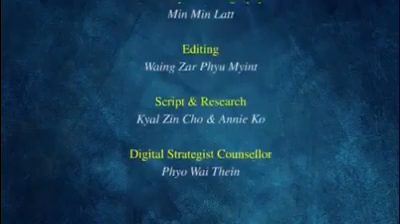 Min Min Latt
Editing
Waing Zar Phyu Myint
Script & Research
Kyal Zin Cho & Annie Ko
Digital Strategist Counsellor
Phyo Wai Thein